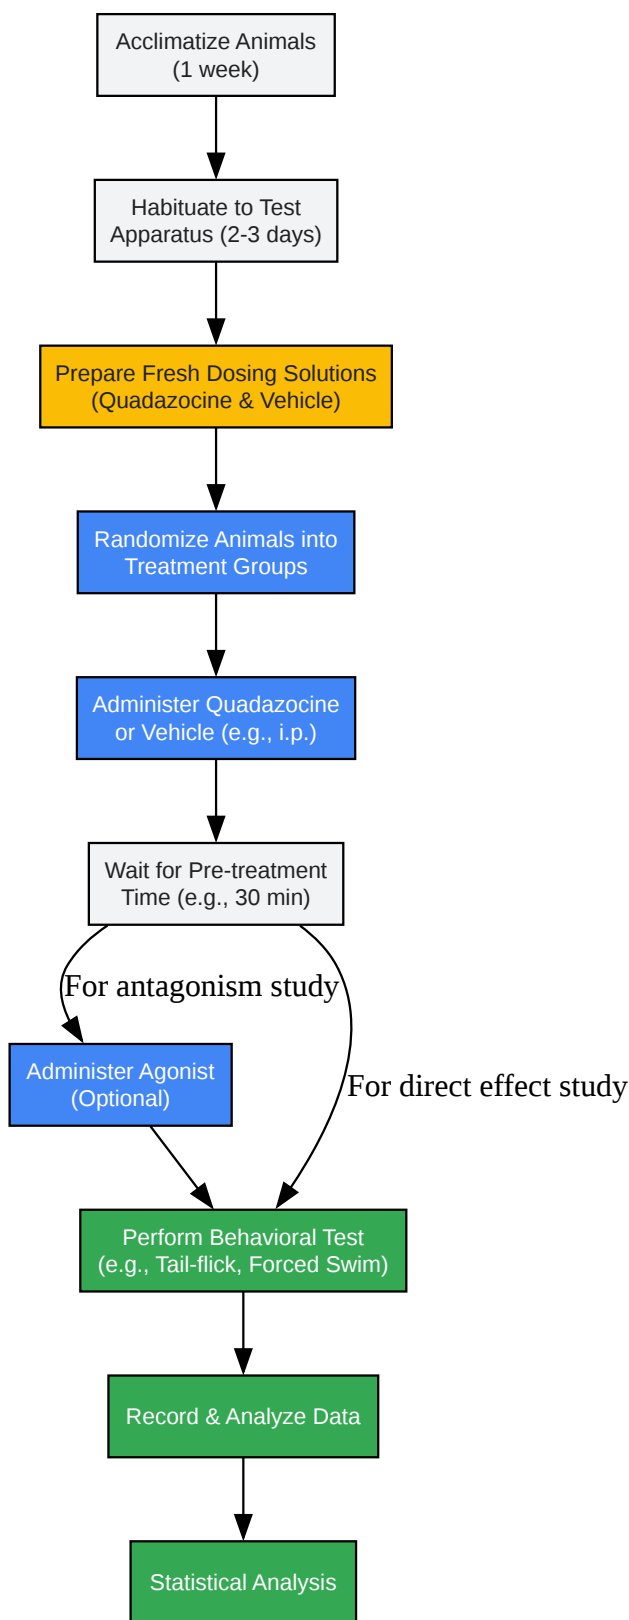 Acclimatize Animals
(1 week)
Habituate to Test
Apparatus (2-3 days)
Prepare Fresh Dosing Solutions
(Quadazocine & Vehicle)
Randomize Animals into
Treatment Groups
Administer Quadazocine
or Vehicle (e.g., i.p.)
Wait for Pre-treatment
Time (e.g., 30 min)
For antagonism study
Administer Agonist
(Optional)
For direct effect study
Perform Behavioral Test
(e.g., Tail-flick, Forced Swim)
Record & Analyze Data
Statistical Analysis